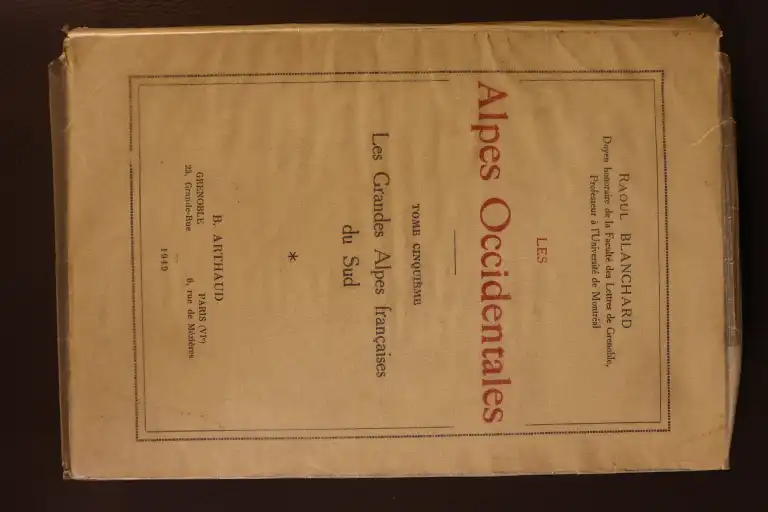 RAOUL BLANCHARD
Doyen honoraire de la Faculté des Lettres de Grenoble,
Professeur à l'Université de Montréal
LES
Alpes Occidentales
TOME CINQUIÈME
Les Grandes Alpes françaises
du Sud
*
B. ARTHAUD
GRENOBLE PARIS (VIe)
23, Grande-Rue 6, rue de Mézières
1949